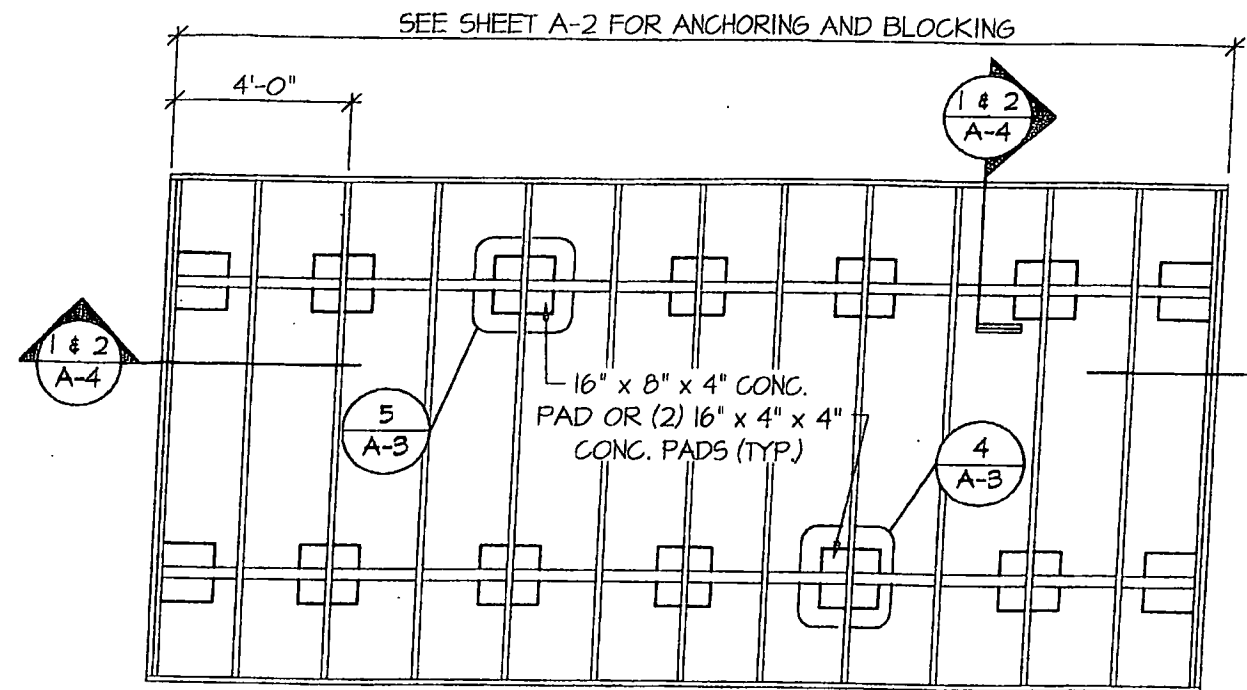 SEE SHEET A-2 FOR ANCHORING AND BLOCKING
4'-0"
1 & 2
A-4
1 & 2
A-4
16" x 8" x 4" CONC.
PAD OR (2) 16" x 4" x 4"
CONC. PADS (TYP.)
5
A-3
4
A-3